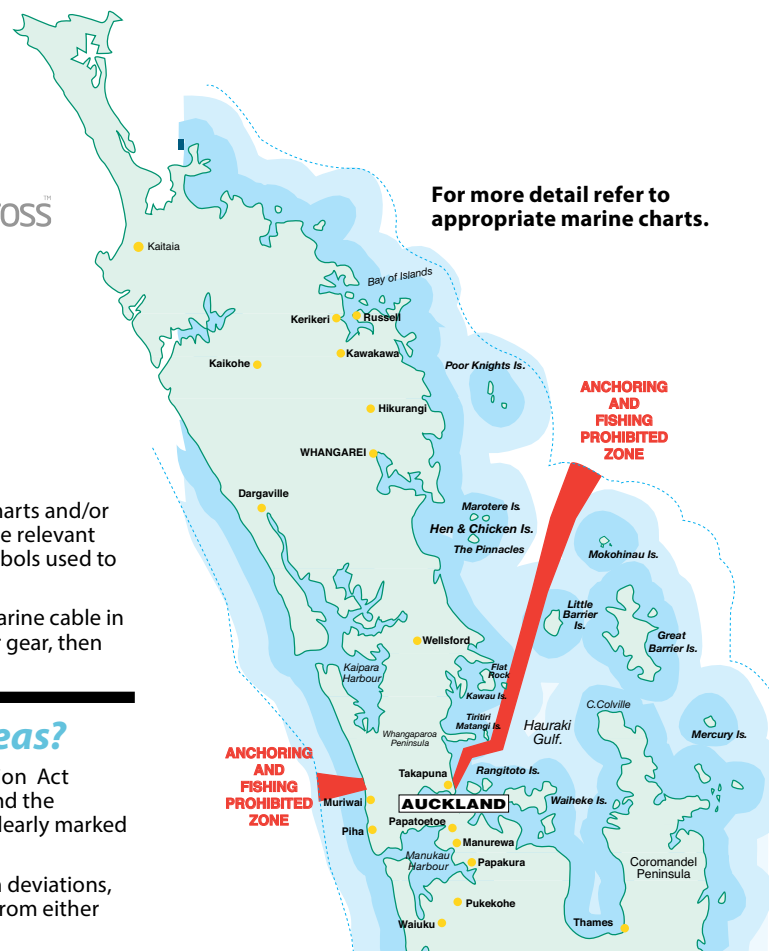 oss™
For more detail refer to
appropriate marine charts.
Kaitaia
Bay of Islands
Kerikeri
Russell
Kawakawa
Kaikohe
Poor Knights Is.
ANCHORING
AND
FISHING
PROHIBITED
ZONE
Hikurangi
WHANGAREI
Dargaville
Marotere Is.
Hen & Chicken Is.
The Pinnacles
Mokohinau Is.
harts and/or
e relevant
bols used to
arine cable in
r gear, then
Little
Barrier
Is.
Great
Barrier Is.
Wellsford
Kaipara
Harbour
Flat
Rock
Kawau Is.
Tiritiri
Matangi Is.
Hauraki
Gulf.
C.Colville
Mercury Is.
Whangaparoa
Peninsula
eas?
on Act
nd the
learly marked
n deviations,
rom either
ANCHORING
AND
FISHING
PROHIBITED
ZONE
Takapuna
Rangitoto Is.
Muriwai
AUCKLAND
Waiheke Is.
Piha
Papatoetoe
Manurewa
Manukau
Harbour
Papakura
Coromandel
Peninsula
Pukekohe
Waiuku
Thames